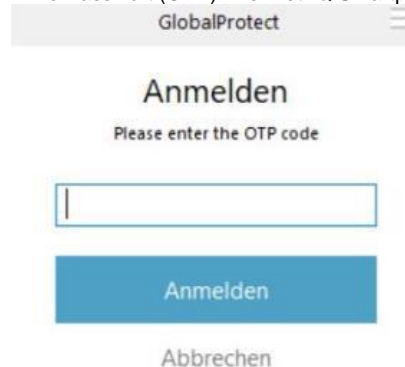 GlobalProtect
Anmelden
Please enter the OTP code
Anmelden
Abbrechen